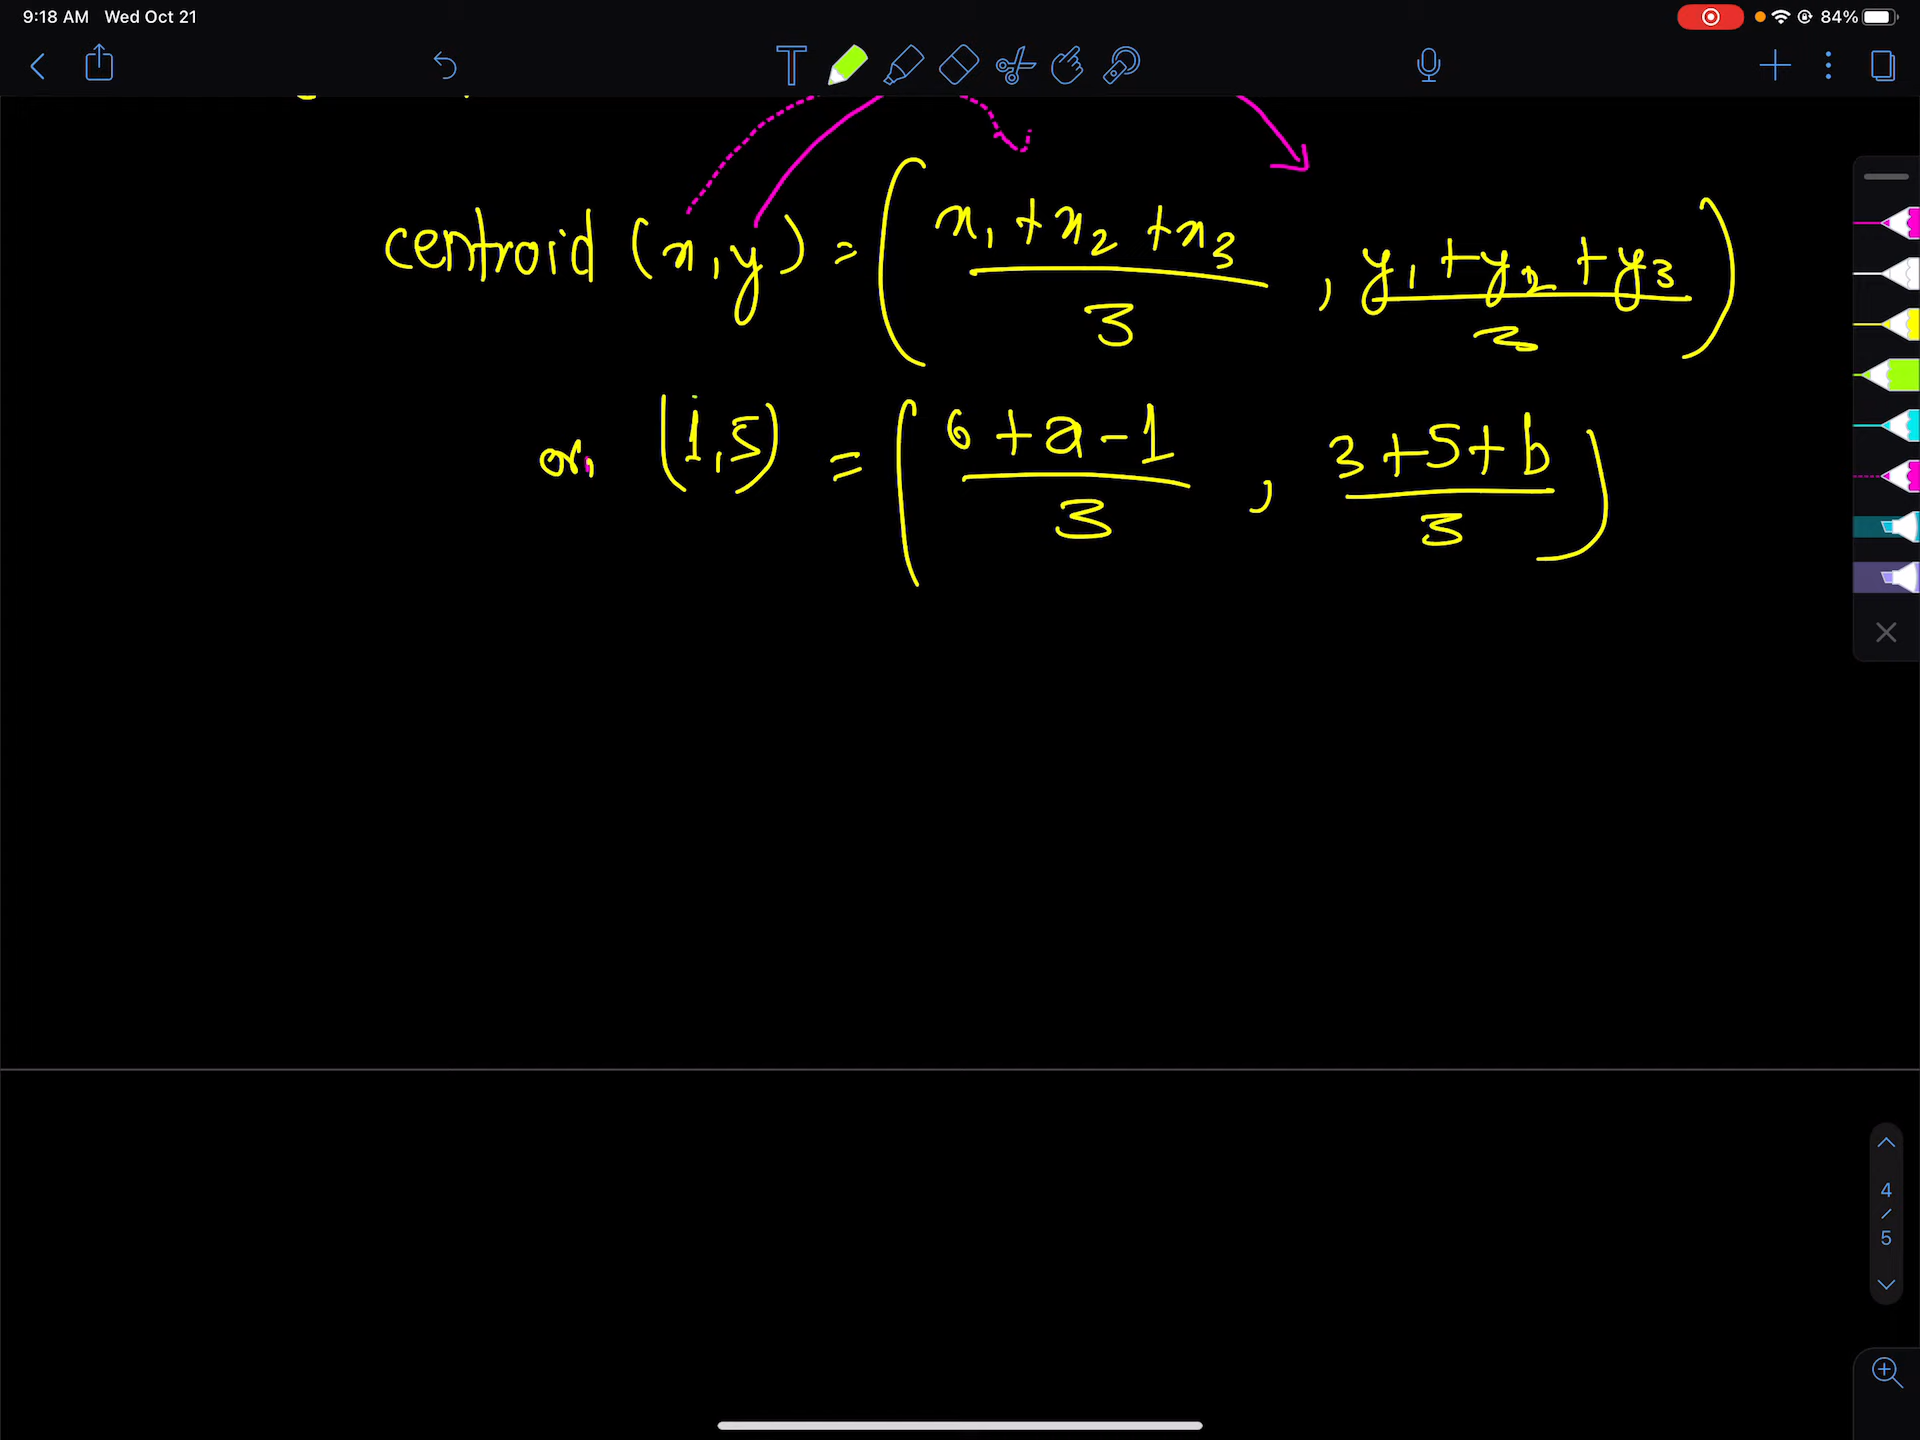 9:18 AM Wed Oct 21
84%
centroid (x, y) = ( x₁ + x₂ + x₃ / 3 , y₁ + y₂ + y₃ / 3 )
or, (1, 5) = ( 6 + a - 1 / 3 , 3 + 5 + b / 3 )
4
/
5